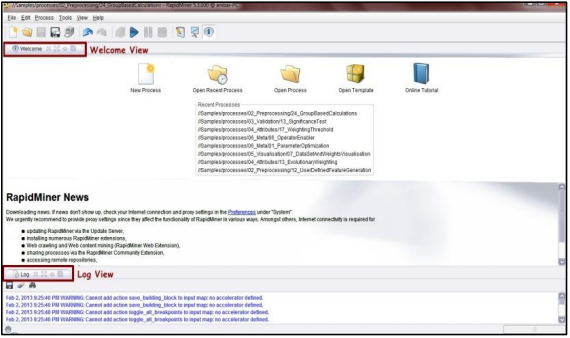 //Samples/processes/02_Preprocessing/24_GroupBasedCalculations – RapidMiner 5.3.000 @ ambar-PC
File Edit Process Tools View Help
Welcome
Welcome View
New Process Open Recent Process Open Process Open Template Online Tutorial
Recent Processes
//Samples/processes/02_Preprocessing/24_GroupBasedCalculations
//Samples/processes/03_Validation/13_SignificanceTest
//Samples/processes/04_Attributes/17_WeightingThreshold
//Samples/processes/06_Meta/06_OperatorEnabler
//Samples/processes/06_Meta/01_ParameterOptimization
//Samples/processes/05_Visualisation/07_DataSetAndWeightsVisualisation
//Samples/processes/04_Attributes/13_EvolutionaryWeighting
//Samples/processes/02_Preprocessing/12_UserDefinedFeatureGeneration
RapidMiner News
Downloading news. If news don't show up, check your Internet connection and proxy settings in the Preferences under "System".
We urgently recommend to provide proxy settings since they affect the functionality of RapidMiner in various ways. Amongst others, Internet connectivity is required for
updating RapidMiner via the Update Server,
installing numerous RapidMiner extensions,
Web crawling and Web content mining (RapidMiner Web Extension),
sharing processes via the RapidMiner Community Extension,
accessing remote repositories,
Log
Log View
Feb 2, 2013 9:25:40 PM WARNING: Cannot add action save_building_block to input map: no accelerator defined.
Feb 2, 2013 9:25:40 PM WARNING: Cannot add action save_building_block to input map: no accelerator defined.
Feb 2, 2013 9:25:40 PM WARNING: Cannot add action toggle_all_breakpoints to input map: no accelerator defined.
Feb 2, 2013 9:25:40 PM WARNING: Cannot add action toggle_all_breakpoints to input map: no accelerator defined.